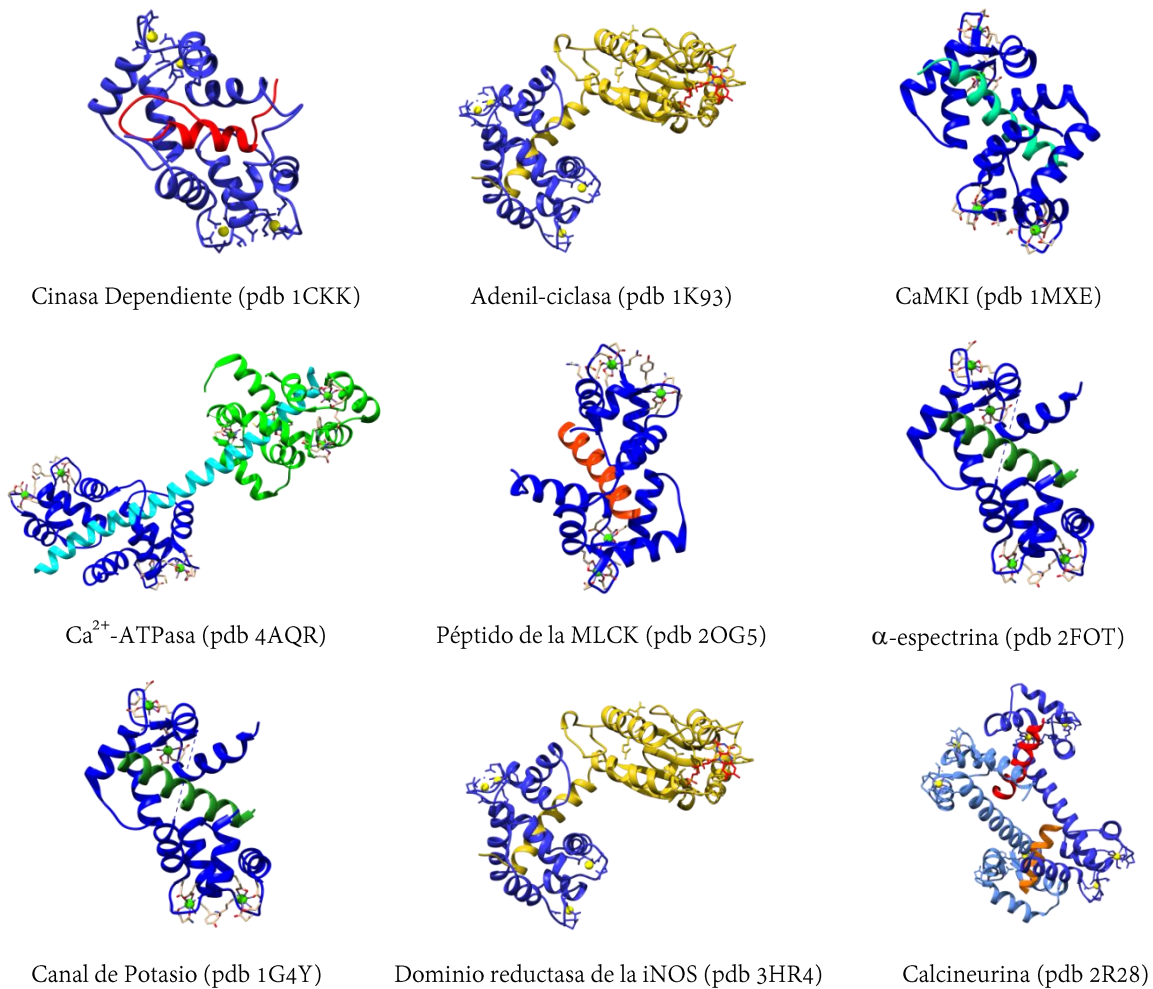 Cinasa Dependiente (pdb 1CKK)
Adenil-ciclasa (pdb 1K93)
CaMKI (pdb 1MXE)
Ca²⁺-ATPasa (pdb 4AQR)
Péptido de la MLCK (pdb 2OG5)
α-espectrina (pdb 2FOT)
Canal de Potasio (pdb 1G4Y)
Dominio reductasa de la iNOS (pdb 3HR4)
Calcineurina (pdb 2R28)